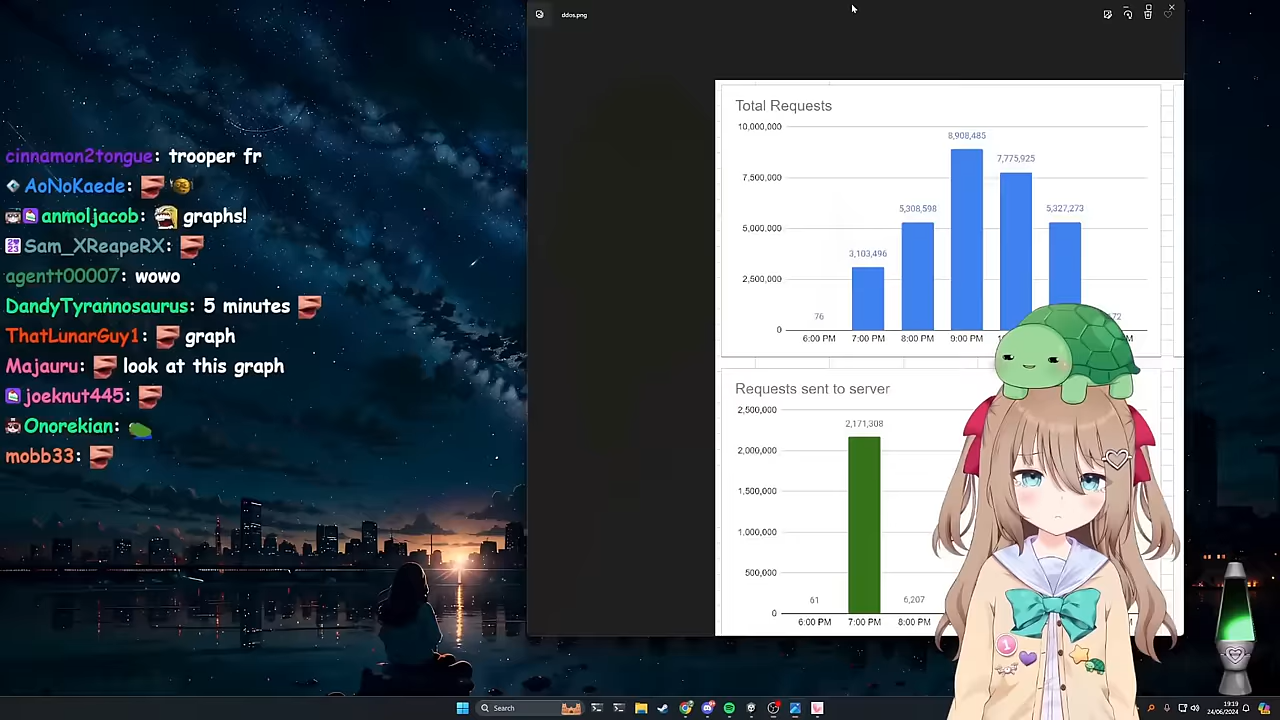 ddos.png
cinnamon2tongue: trooper fr
AoNoKaede:
anmoljacob: graphs!
Sam_XReapeRX:
agentt00007: wowo
DandyTyrannosaurus: 5 minutes
ThatLunarGuy1: graph
Majauru: look at this graph
joeknut445:
Onorekian:
mobb33:
Total Requests
10,000,000
8,908,485
7,775,925
7,500,000
5,308,598
5,327,273
5,000,000
3,103,496
2,500,000
76
0
6:00 PM 7:00 PM 8:00 PM 9:00 PM
Requests sent to server
2,500,000
2,171,308
2,000,000
1,500,000
1,000,000
500,000
61
6,207
0
6:00 PM 7:00 PM 8:00 PM
Search
19:19
24/06/2024